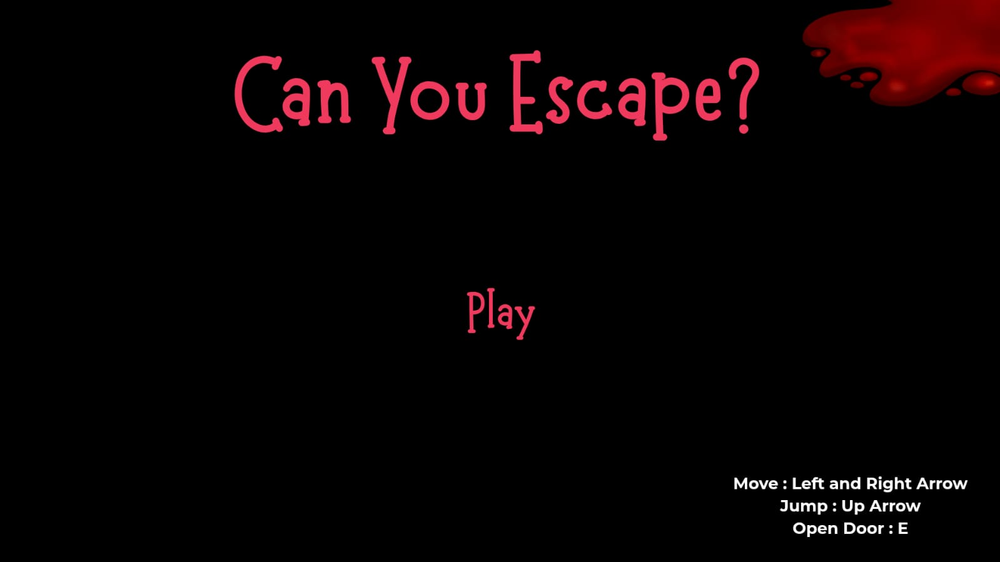 Can You Escape?
Play
Move : Left and Right Arrow
Jump : Up Arrow
Open Door : E